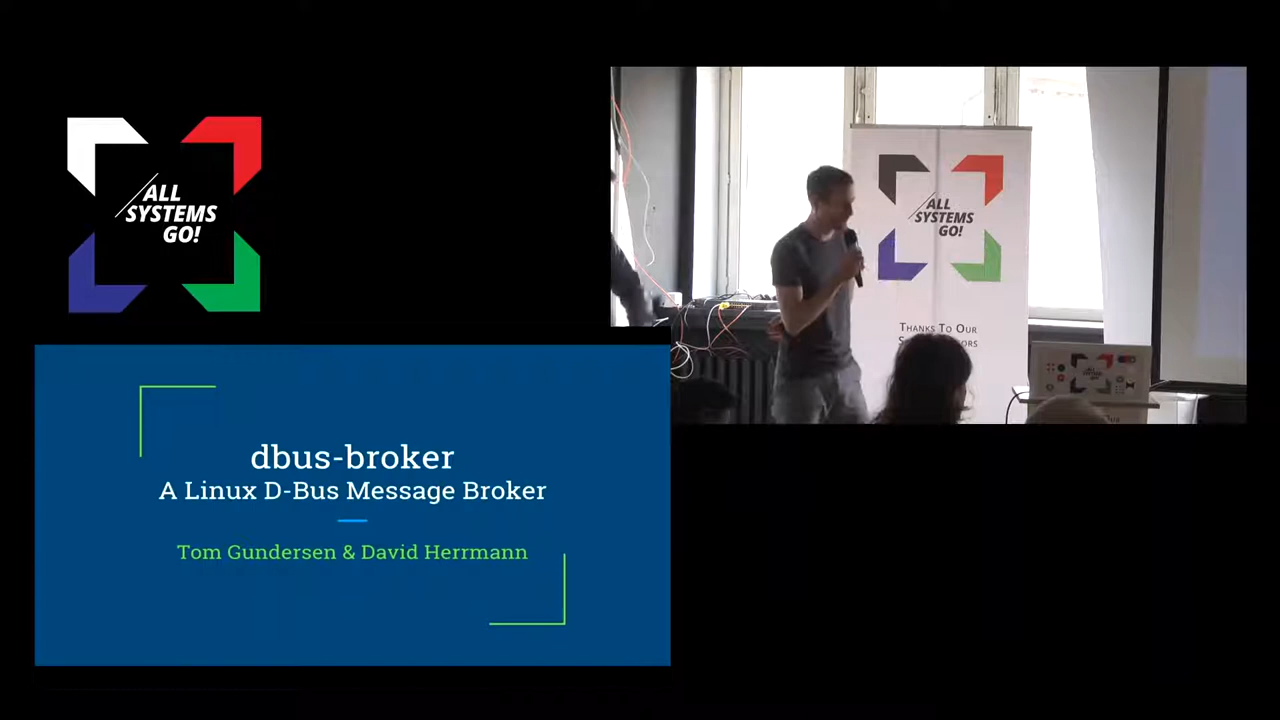 ALL
SYSTEMS
GO!
ALL
SYSTEMS
GO!
THANKS TO OUR
dbus-broker
A Linux D-Bus Message Broker
Tom Gundersen & David Herrmann